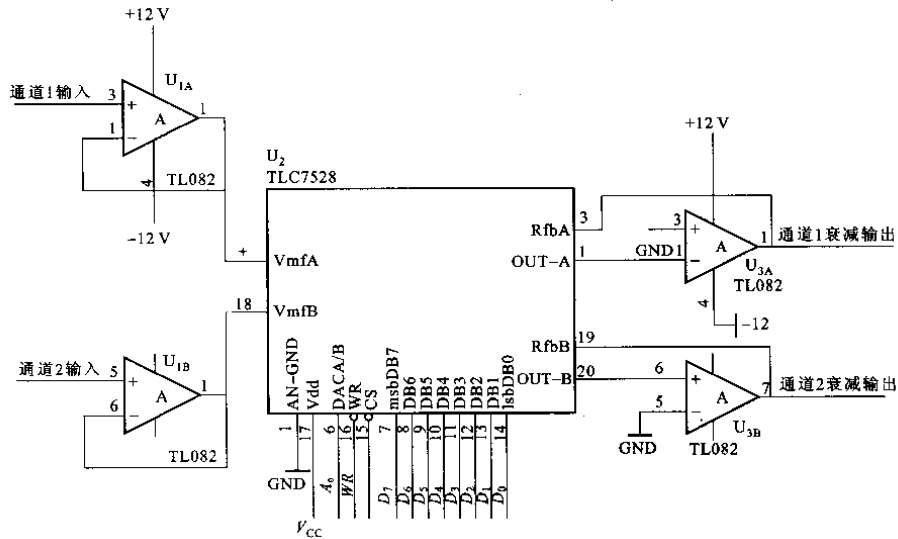 +12 V
U1A
通道1输入
3
+
A
1
1
−
4
TL082
−12 V
U2
TLC7528
+
VmfA
18
VmfB
通道2输入
5
+
U1B
A
1
6
−
TL082
RfbA
3
OUT−A
1
RfbB
19
OUT−B
20
AN−GND
Vdd
DACA/B
WR
CS
msbDB7
DB6
DB5
DB4
DB3
DB2
DB1
lsbDB0
1
17
6
16
15
7
8
9
10
11
12
13
14
GND
VCC
A0
WR
D7
D6
D5
D4
D3
D2
D1
D0
+12 V
3
+
A
1
通道1衰减输出
GND1
−
U3A
TL082
4
−12
6
+
A
7
通道2衰减输出
5
−
GND
U3B
TL082